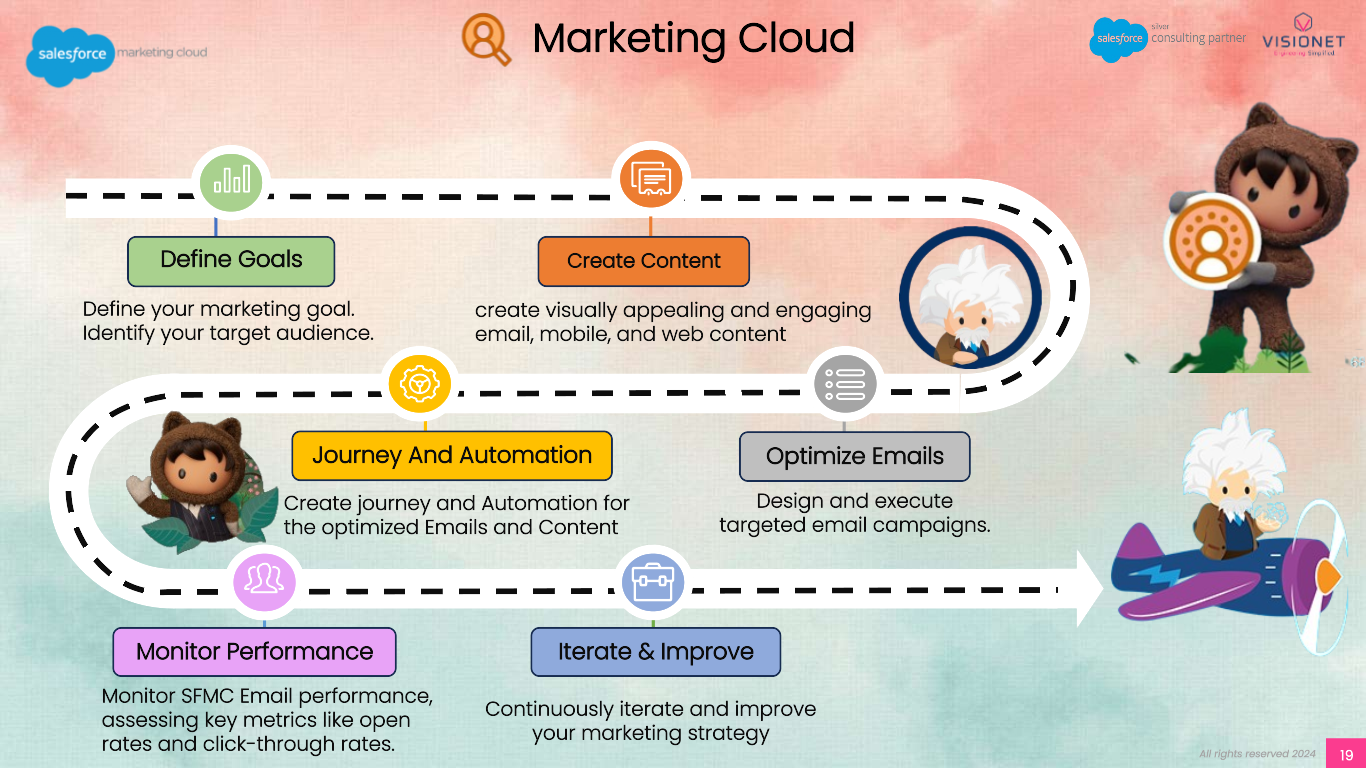 salesforce marketing cloud
Marketing Cloud
salesforce
silver
consulting partner
VISIONET
Engineering Simplified
Define Goals
Define your marketing goal.
Identify your target audience.
Create Content
create visually appealing and engaging
email, mobile, and web content
Journey And Automation
Create journey and Automation for
the optimized Emails and Content
Optimize Emails
Design and execute
targeted email campaigns.
Monitor Performance
Monitor SFMC Email performance,
assessing key metrics like open
rates and click-through rates.
Iterate & Improve
Continuously iterate and improve
your marketing strategy
All rights reserved 2024
19